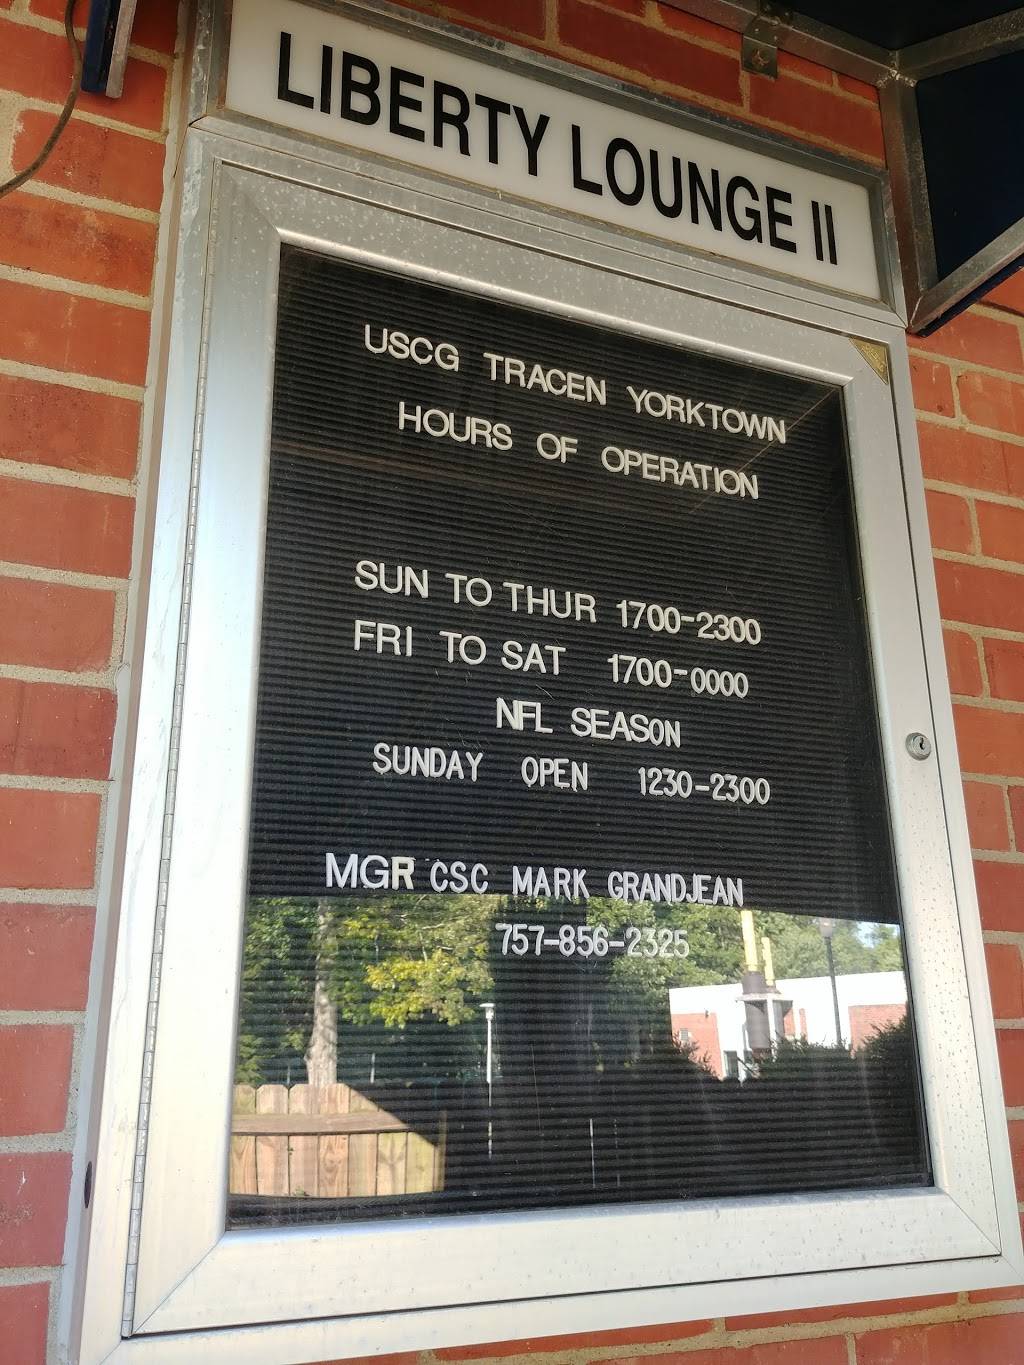 LIBERTY LOUNGE II
USCG TRACEN YORKTOWN
HOURS OF OPERATION
SUN TO THUR 1700-2300
FRI TO SAT 1700-0000
NFL SEASON
SUNDAY OPEN 1230-2300
MGR CSC MARK GRANDJEAN
757-856-2325